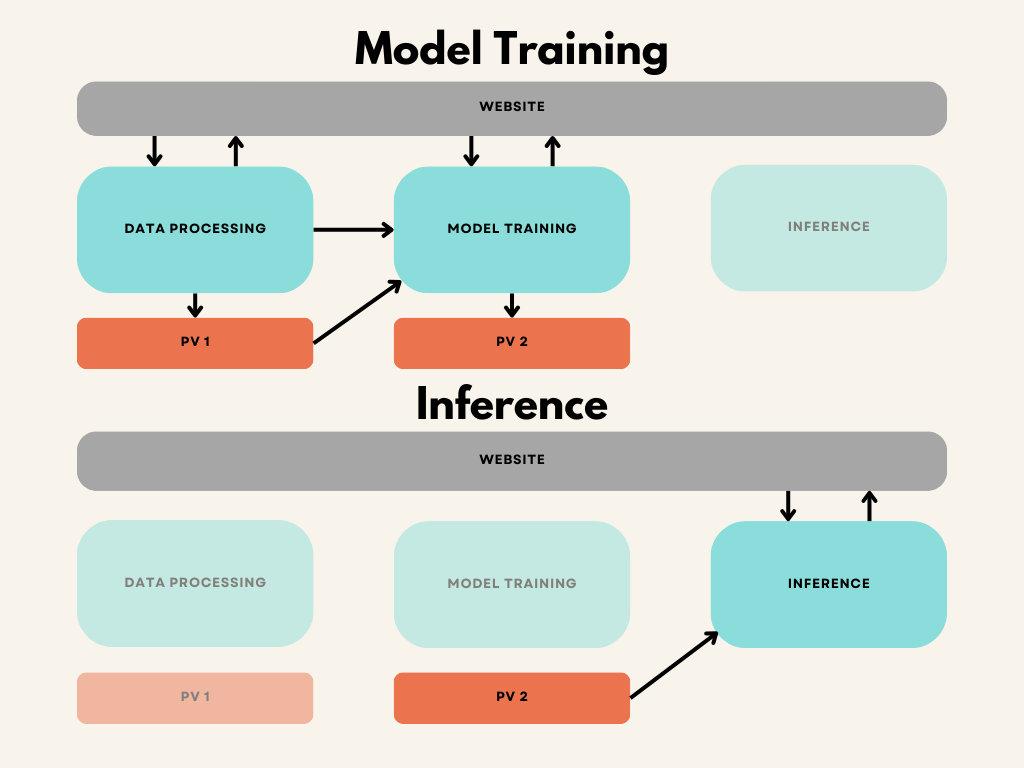 Model Training
WEBSITE
DATA PROCESSING
MODEL TRAINING
INFERENCE
PV 1
PV 2
Inference
WEBSITE
DATA PROCESSING
MODEL TRAINING
INFERENCE
PV 1
PV 2